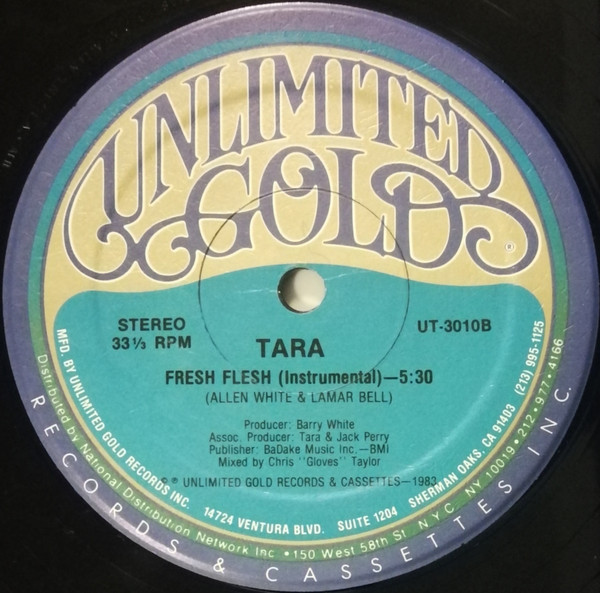 UNLIMITED
GOLD
®
STEREO
33⅓ RPM
UT-3010B
TARA
FRESH FLESH (Instrumental)—5:30
(ALLEN WHITE & LAMAR BELL)
Producer: Barry White
Assoc. Producer: Tara & Jack Perry
Publisher: BaDake Music Inc.—BMI
Mixed by Chris "Gloves" Taylor
© ℗ UNLIMITED GOLD RECORDS & CASSETTES—1983
MFD. BY UNLIMITED GOLD RECORDS INC. 14724 VENTURA BLVD. SUITE 1204 SHERMAN OAKS, CA 91403 (213) 995-1125
Distributed by National Distribution Network Inc • 150 West 58th St. N.Y.C. NY 10019 • 212 • 977 • 4166
RECORDS & CASSETTES INC.